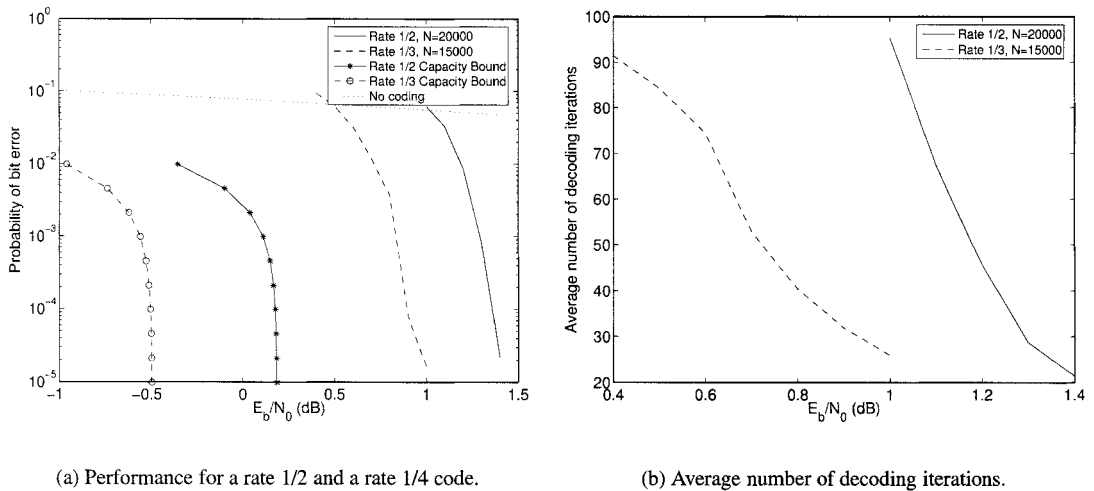 10^0
10^-1
10^-2
10^-3
10^-4
10^-5
Probability of bit error
Rate 1/2, N=20000
Rate 1/3, N=15000
Rate 1/2 Capacity Bound
Rate 1/3 Capacity Bound
No coding
-1
-0.5
0
0.5
1
1.5
E_b/N_0 (dB)
(a) Performance for a rate 1/2 and a rate 1/4 code.
100
90
80
70
60
50
40
30
20
Average number of decoding iterations
Rate 1/2, N=20000
Rate 1/3, N=15000
0.4
0.6
0.8
1
1.2
1.4
E_b/N_0 (dB)
(b) Average number of decoding iterations.